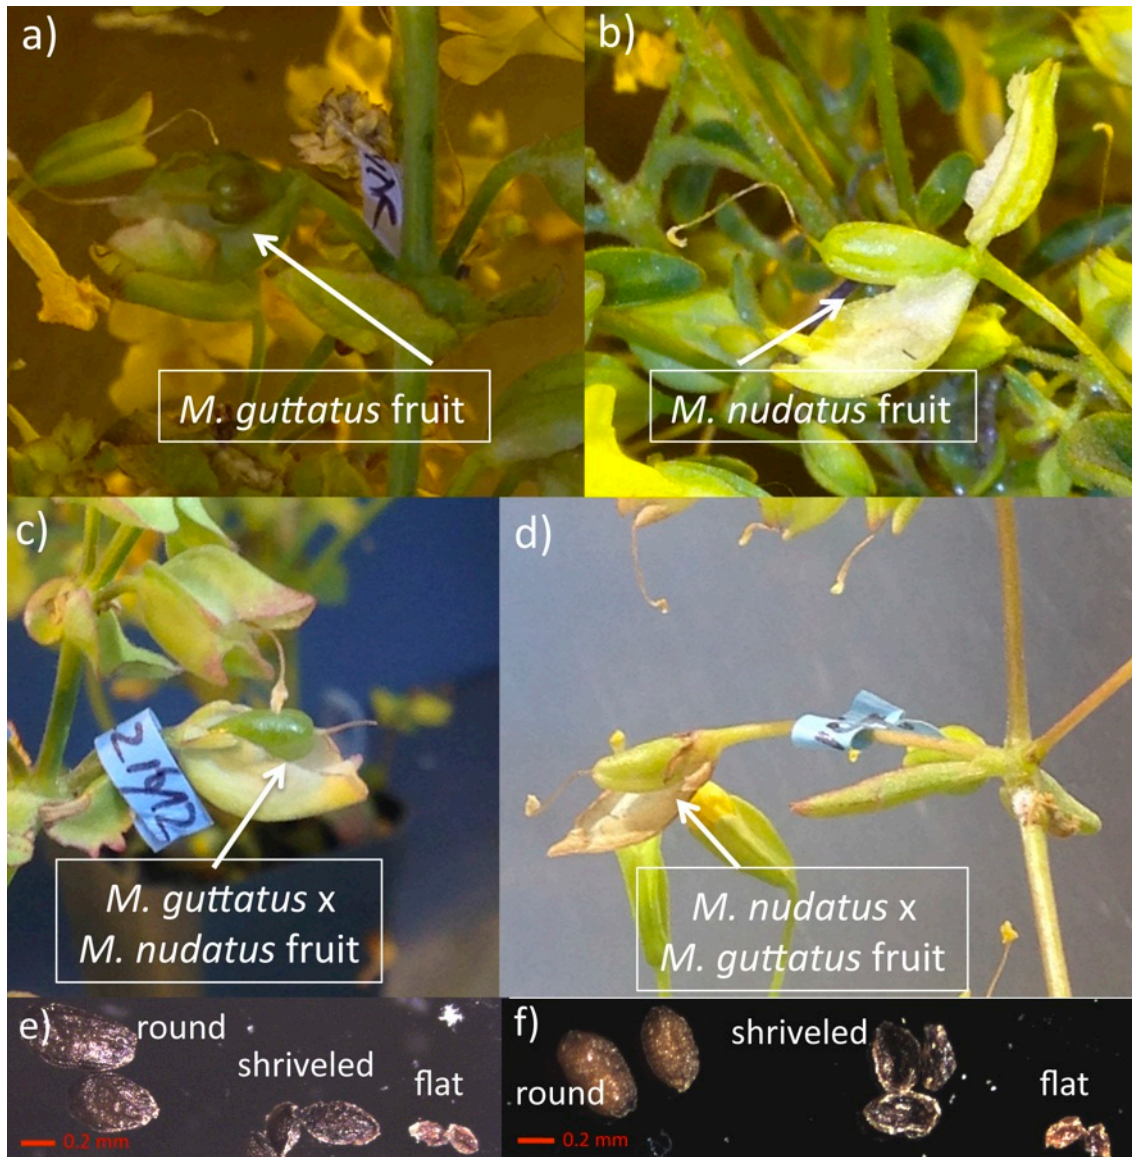 a)
b)
M. guttatus fruit
M. nudatus fruit
c)
d)
M. guttatus x
M. nudatus fruit
M. nudatus x
M. guttatus fruit
e)
round
shriveled
flat
0.2 mm
f)
round
shriveled
flat
0.2 mm